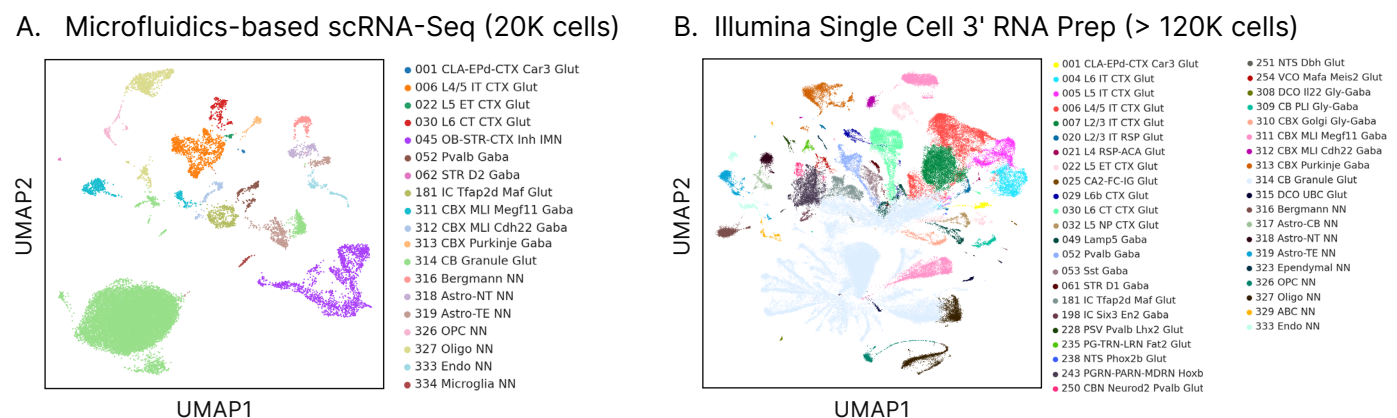 A. Microfluidics-based scRNA-Seq (20K cells)
UMAP2
001 CLA-EPd-CTX Car3 Glut
006 L4/5 IT CTX Glut
022 L5 ET CTX Glut
030 L6 CT CTX Glut
045 OB-STR-CTX Inh IMN
052 Pvalb Gaba
062 STR D2 Gaba
181 IC Tfap2d Maf Glut
311 CBX MLI Megf11 Gaba
312 CBX MLI Cdh22 Gaba
313 CBX Purkinje Gaba
314 CB Granule Glut
316 Bergmann NN
318 Astro-NT NN
319 Astro-TE NN
326 OPC NN
327 Oligo NN
333 Endo NN
334 Microglia NN
UMAP1
B. Illumina Single Cell 3' RNA Prep (> 120K cells)
UMAP2
001 CLA-EPd-CTX Car3 Glut
004 L6 IT CTX Glut
005 L5 IT CTX Glut
006 L4/5 IT CTX Glut
007 L2/3 IT CTX Glut
020 L2/3 IT RSP Glut
021 L4 RSP-ACA Glut
022 L5 ET CTX Glut
025 CA2-FC-IG Glut
029 L6b CTX Glut
030 L6 CT CTX Glut
032 L5 NP CTX Glut
049 Lamp5 Gaba
052 Pvalb Gaba
053 Sst Gaba
061 STR D1 Gaba
181 IC Tfap2d Maf Glut
198 IC Six3 En2 Gaba
228 PSV Pvalb Lhx2 Glut
235 PG-TRN-LRN Fat2 Glut
238 NTS Phox2b Glut
243 PGRN-PARN-MDRN Hoxb
250 CBN Neurod2 Pvalb Glut
251 NTS Dbh Glut
254 VCO Mafa Meis2 Glut
308 DCO Il22 Gly-Gaba
309 CB PLI Gly-Gaba
310 CBX Golgi Gly-Gaba
311 CBX MLI Megf11 Gaba
312 CBX MLI Cdh22 Gaba
313 CBX Purkinje Gaba
314 CB Granule Glut
315 DCO UBC Glut
316 Bergmann NN
317 Astro-CB NN
318 Astro-NT NN
319 Astro-TE NN
323 Ependymal NN
326 OPC NN
327 Oligo NN
329 ABC NN
333 Endo NN
UMAP1